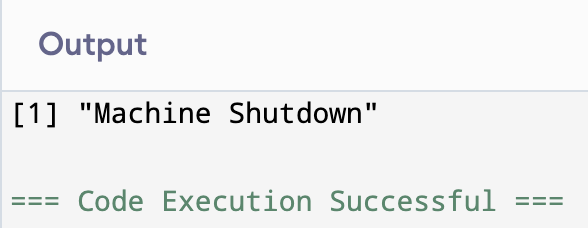 Output
[1] "Machine Shutdown"
=== Code Execution Successful ===